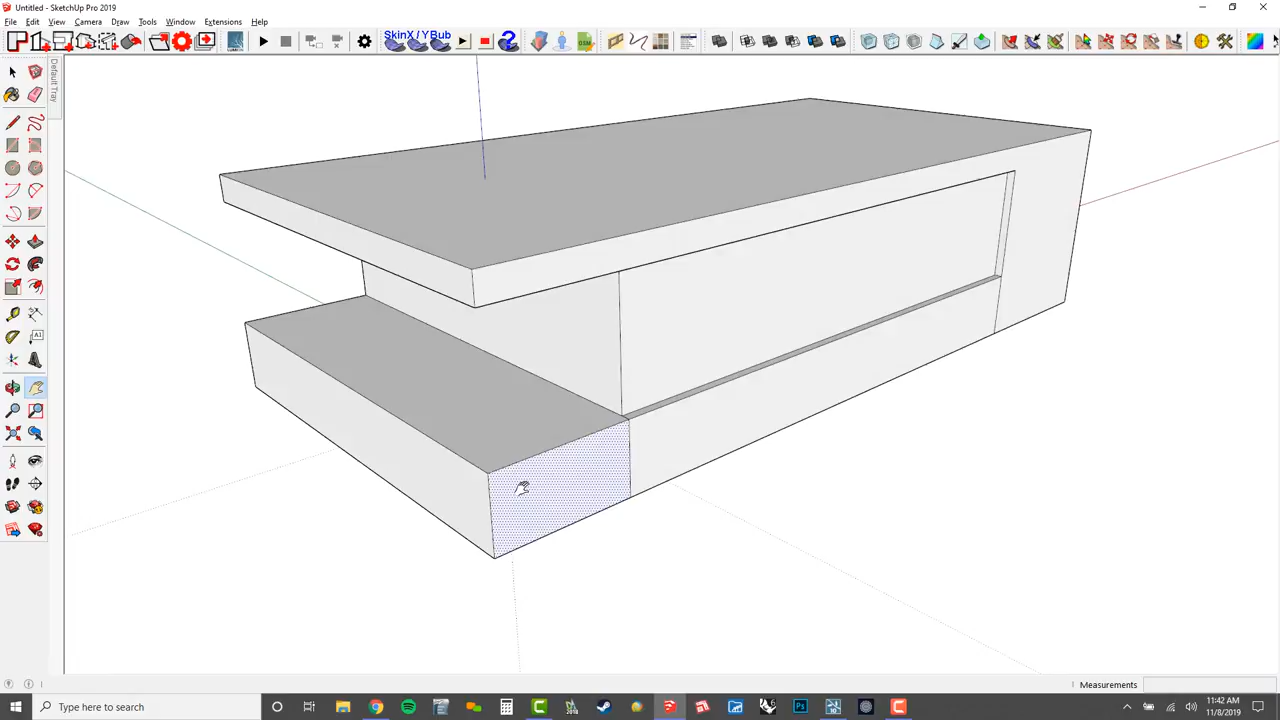 Untitled - SketchUp Pro 2019
File Edit View Camera Draw Tools Window Extensions Help
SkinX / YBub
Default Tray
A1
Measurements
Type here to search
11:42 AM
11/8/2019